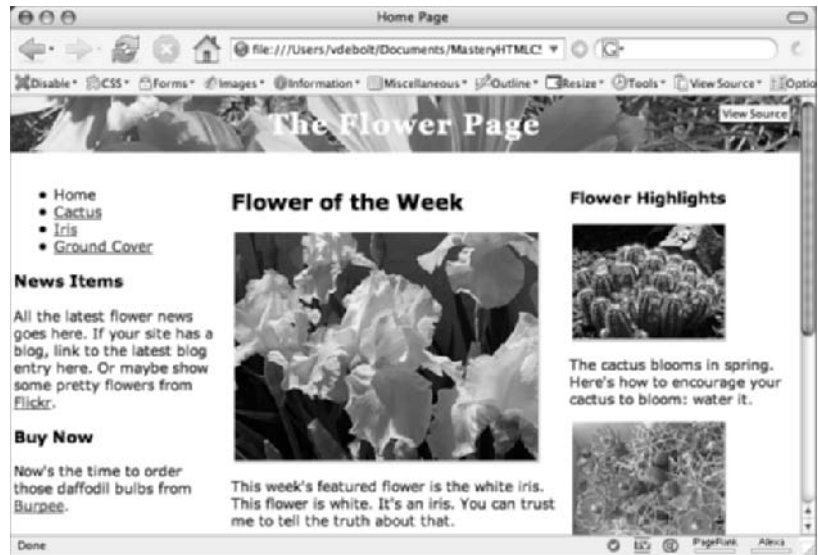 Home Page
file:///Users/vdebolt/Documents/MasteryHTMLCS
G
Disable CSS Forms Images Information Miscellaneous Outline Resize Tools View Source Optio
The Flower Page
View Source
Home
Cactus
Iris
Ground Cover
News Items
All the latest flower news
goes here. If your site has a
blog, link to the latest blog
entry here. Or maybe show
some pretty flowers from
Flickr.
Buy Now
Now's the time to order
those daffodil bulbs from
Burpee.
Flower of the Week
This week's featured flower is the white iris.
This flower is white. It's an iris. You can trust
me to tell the truth about that.
Flower Highlights
The cactus blooms in spring.
Here's how to encourage your
cactus to bloom: water it.
Done
PageRank Alexa